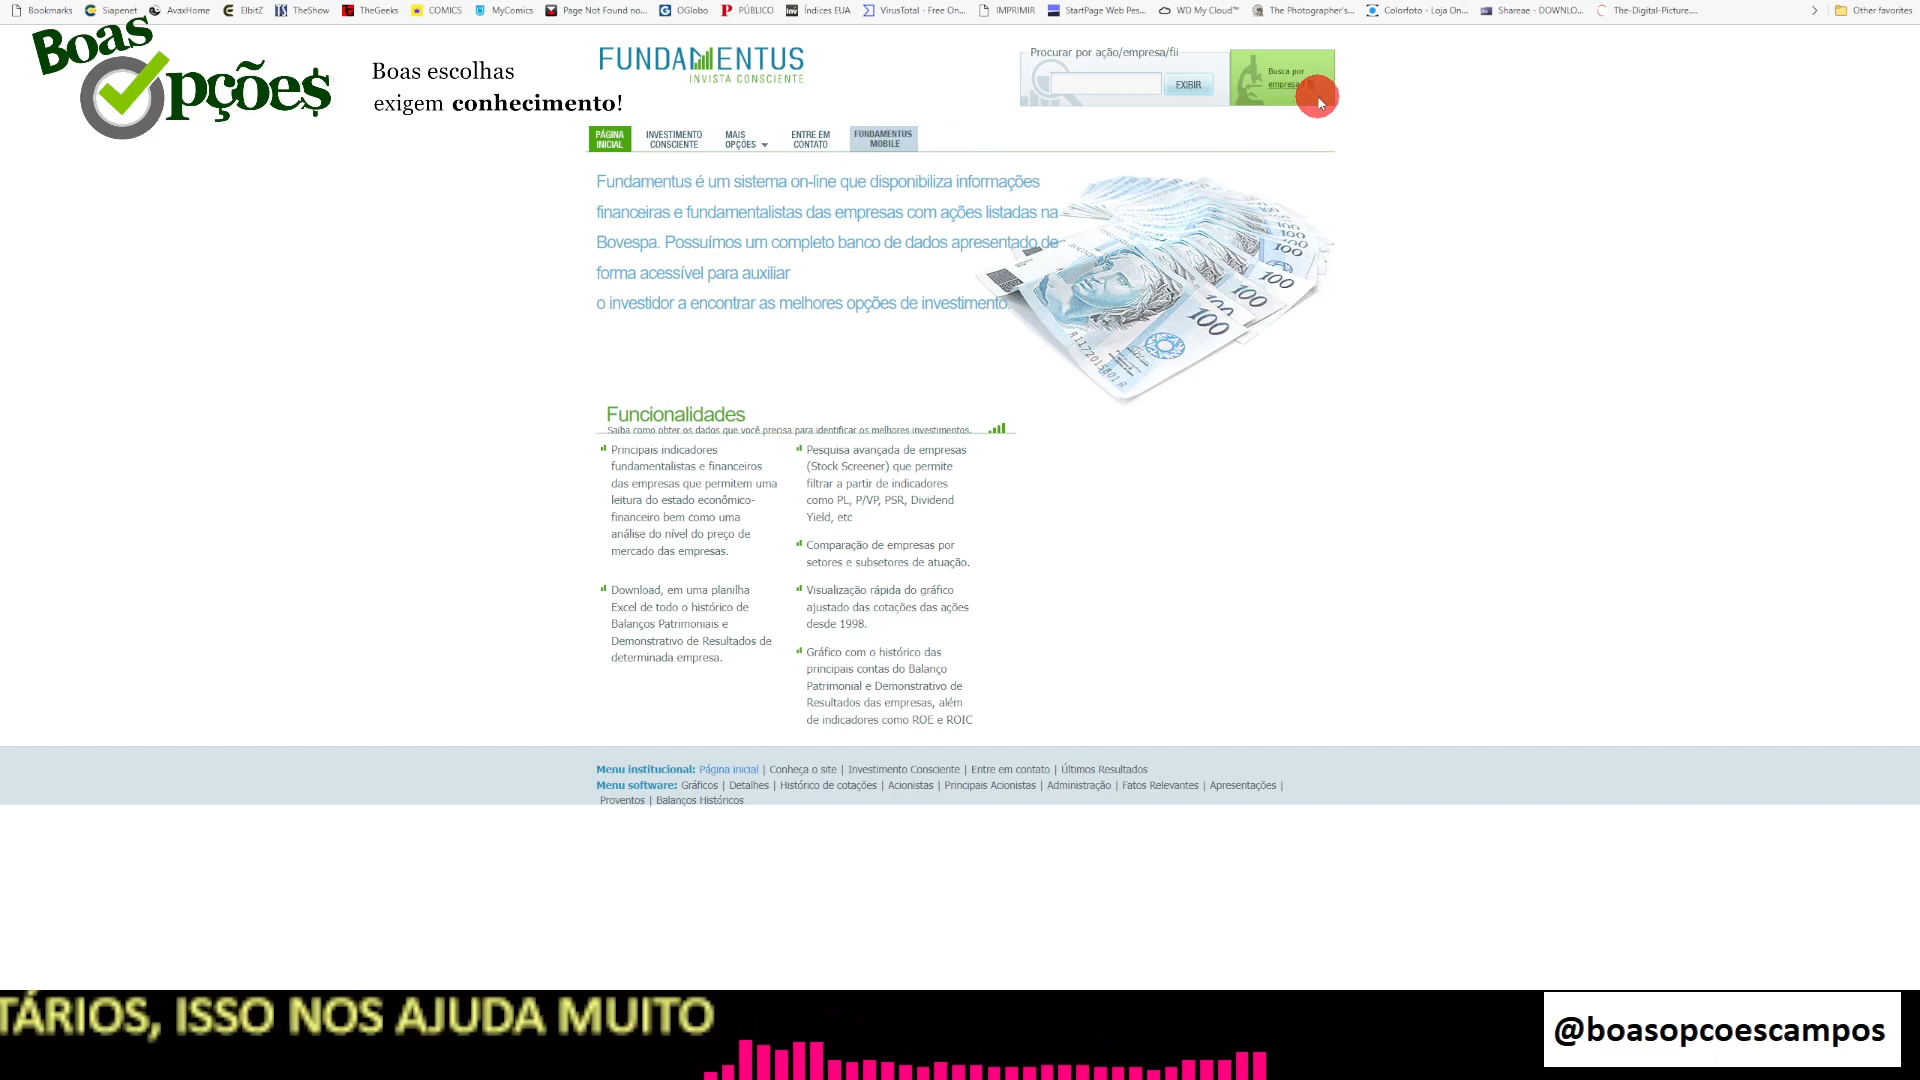 Bookmarks Siapenet AvaxHome ElbitZ TheShow TheGeeks COMICS MyComics Page Not Found no... OGlobo PÚBLICO Índices EUA VirusTotal - Free On... IMPRIMIR StartPage Web Pes... WD My Cloud™ The Photographer's... Colorfoto - Loja On... Shareae - DOWNLO... The-Digital-Picture.... Other favorites
Boas
pções
Boas escolhas
exigem conhecimento!
FUNDAMENTUS
INVISTA CONSCIENTE
Procurar por ação/empresa/fii
EXIBIR
Busca por
empresa / fii
PÁGINA
INICIAL
INVESTIMENTO
CONSCIENTE
MAIS
OPÇÕES
ENTRE EM
CONTATO
FUNDAMENTUS
MOBILE
Fundamentus é um sistema on-line que disponibiliza informações
financeiras e fundamentalistas das empresas com ações listadas na
Bovespa. Possuímos um completo banco de dados apresentado de
forma acessível para auxiliar
o investidor a encontrar as melhores opções de investimento.
100
100
100
100
100
100
A1172015801A
Funcionalidades
Saiba como obter os dados que você precisa para identificar os melhores investimentos.
Principais indicadores
fundamentalistas e financeiros
das empresas que permitem uma
leitura do estado econômico-
financeiro bem como uma
análise do nível do preço de
mercado das empresas.
Download, em uma planilha
Excel de todo o histórico de
Balanços Patrimoniais e
Demonstrativo de Resultados de
determinada empresa.
Pesquisa avançada de empresas
(Stock Screener) que permite
filtrar a partir de indicadores
como PL, P/VP, PSR, Dividend
Yield, etc
Comparação de empresas por
setores e subsetores de atuação.
Visualização rápida do gráfico
ajustado das cotações das ações
desde 1998.
Gráfico com o histórico das
principais contas do Balanço
Patrimonial e Demonstrativo de
Resultados das empresas, além
de indicadores como ROE e ROIC
Menu institucional: Página inicial | Conheça o site | Investimento Consciente | Entre em contato | Últimos Resultados
Menu software: Gráficos | Detalhes | Histórico de cotações | Acionistas | Principais Acionistas | Administração | Fatos Relevantes | Apresentações |
Proventos | Balanços Históricos
TÁRIOS, ISSO NOS AJUDA MUITO
@boasopcoescampos